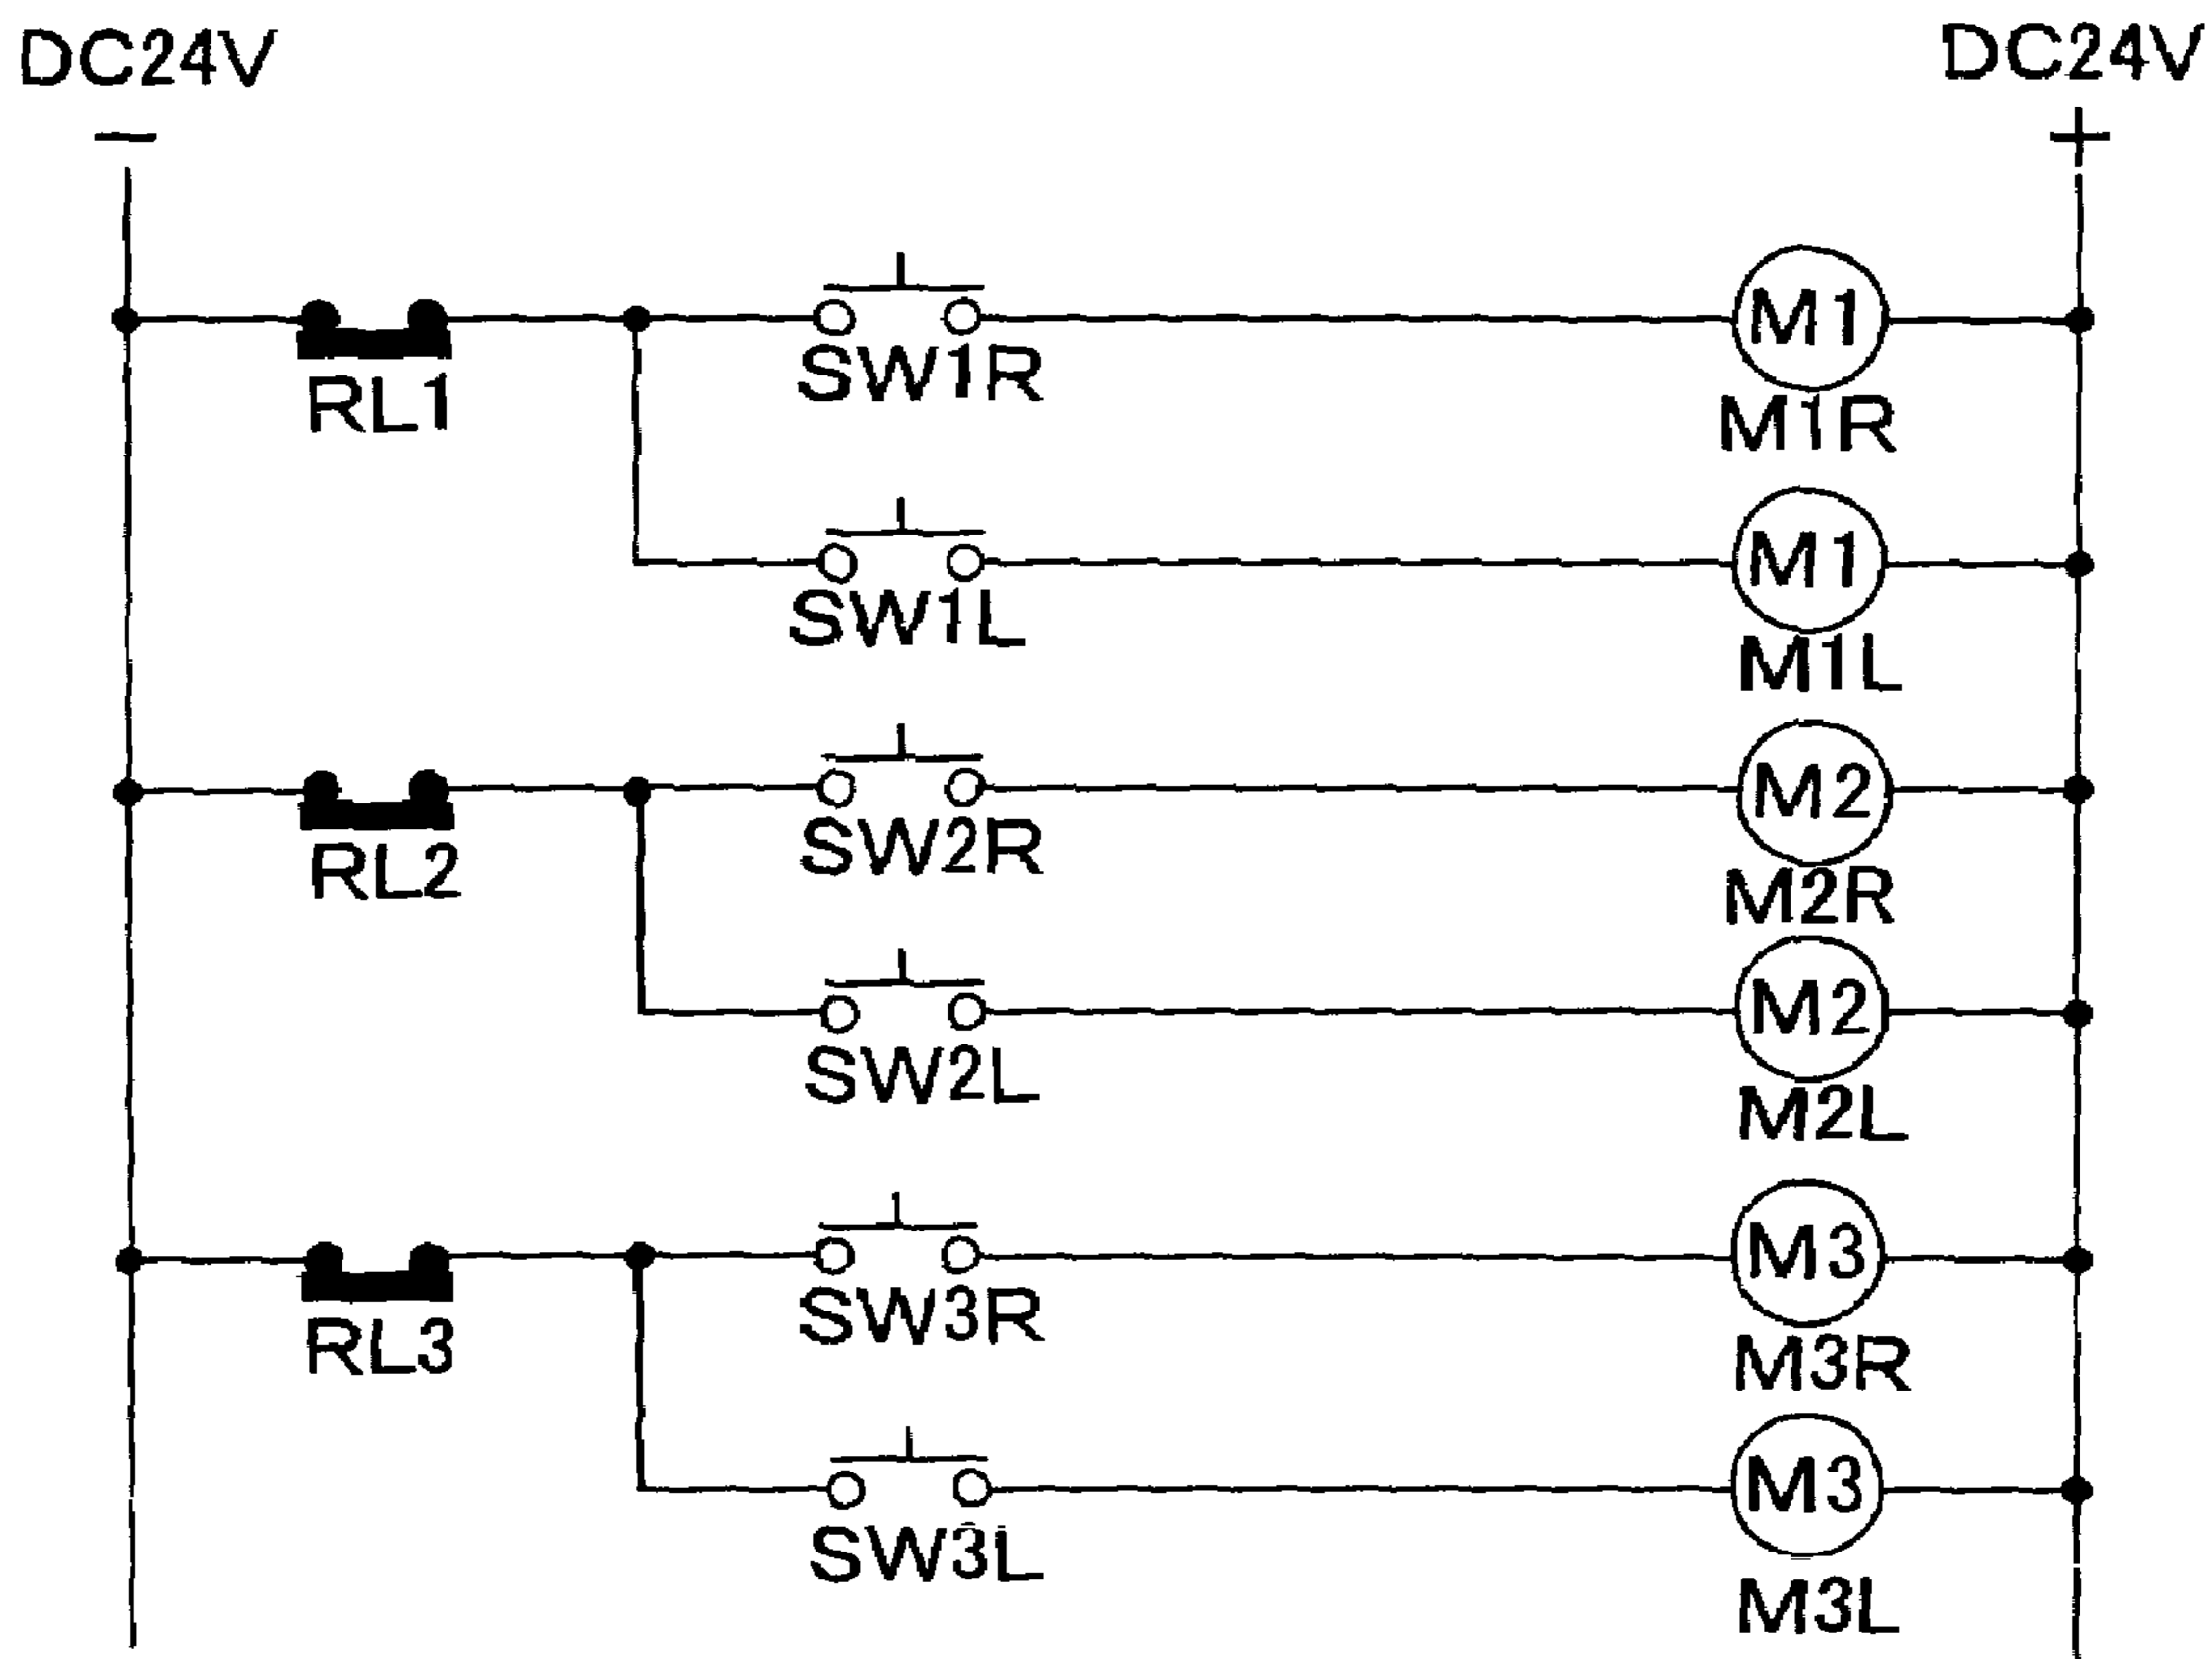 DC24V
DC24V
−
+
M1
SW1R
RL1
M1R
M1
SW1L
M1L
M2
SW2R
RL2
M2R
M2
SW2L
M2L
M3
SW3R
RL3
M3R
M3
SW3L
M3L